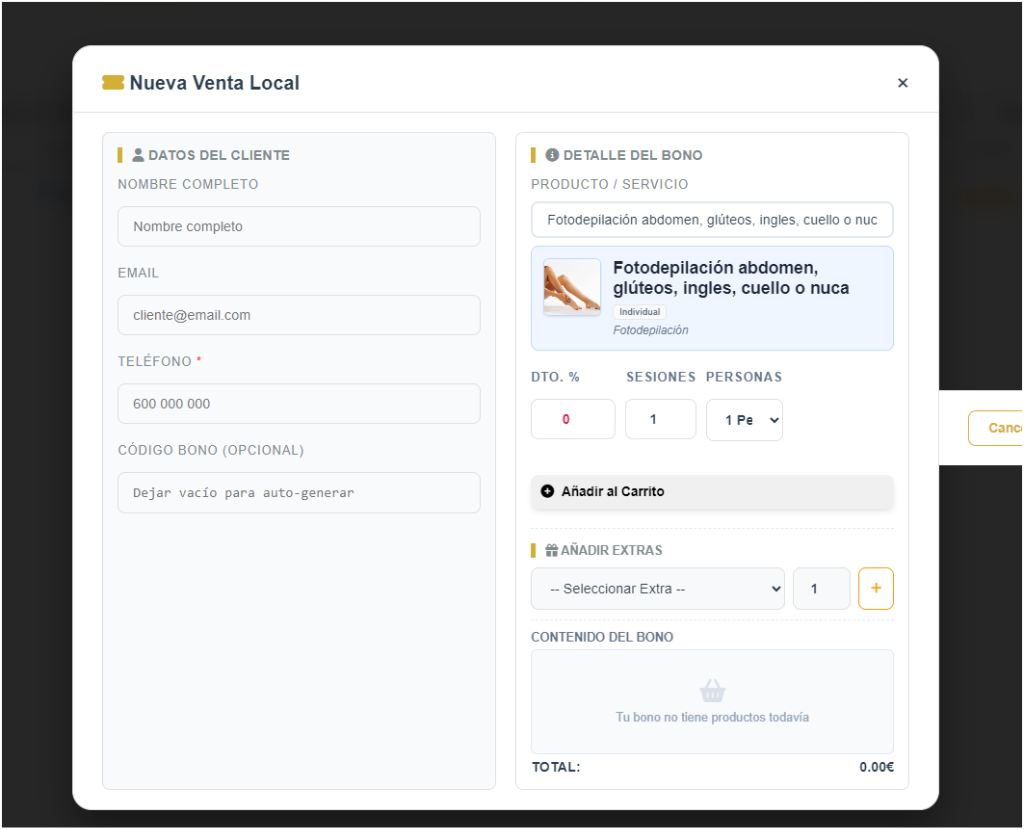 Nueva Venta Local
×
DATOS DEL CLIENTE
NOMBRE COMPLETO
Nombre completo
EMAIL
cliente@email.com
TELÉFONO *
600 000 000
CÓDIGO BONO (OPCIONAL)
Dejar vacío para auto-generar
DETALLE DEL BONO
PRODUCTO / SERVICIO
Fotodepilación abdomen, glúteos, ingles, cuello o nuc
Fotodepilación abdomen,
glúteos, ingles, cuello o nuca
Individual
Fotodepilación
DTO. % SESIONES PERSONAS
0 1 1 Pe
Añadir al Carrito
AÑADIR EXTRAS
-- Seleccionar Extra -- 1 +
CONTENIDO DEL BONO
Tu bono no tiene productos todavía
TOTAL: 0.00€
Canc